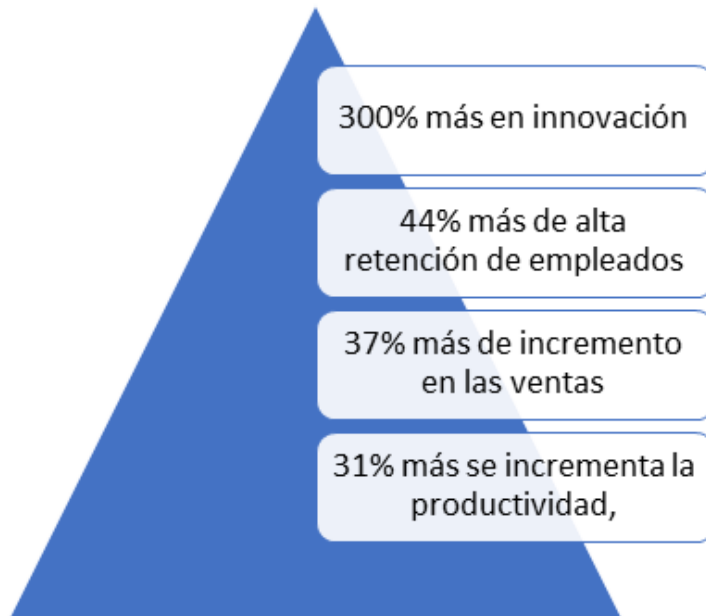 300% más en innovación
44% más de alta
retención de empleados
37% más de incremento
en las ventas
31% más se incrementa la
productividad,